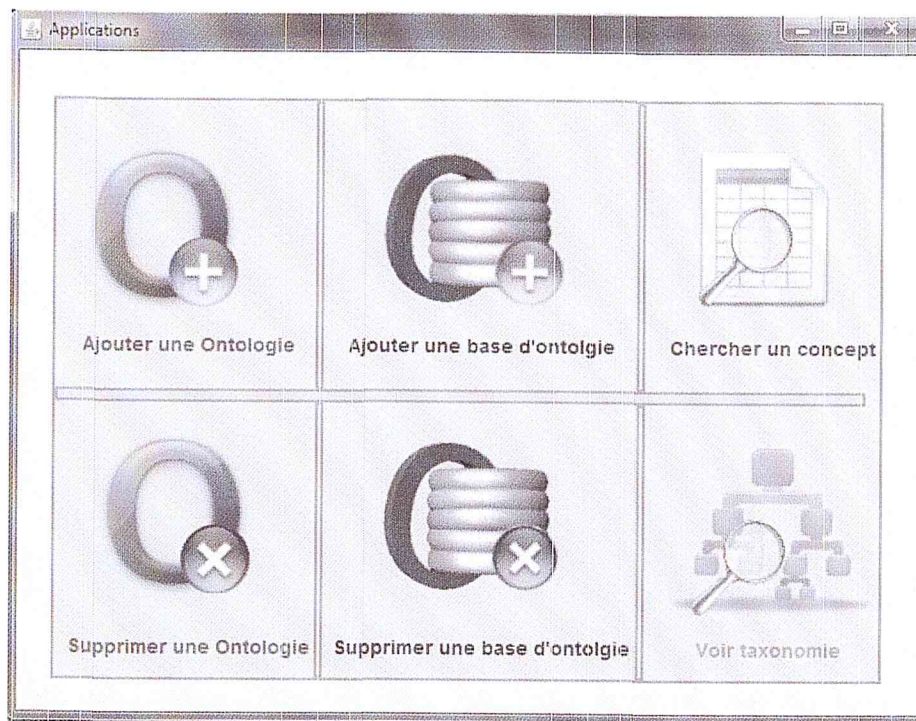 Applications
Ajouter une Ontologie
Ajouter une base d'ontolgie
Chercher un concept
Supprimer une Ontologie
Supprimer une base d'ontolgie
Voir taxonomie